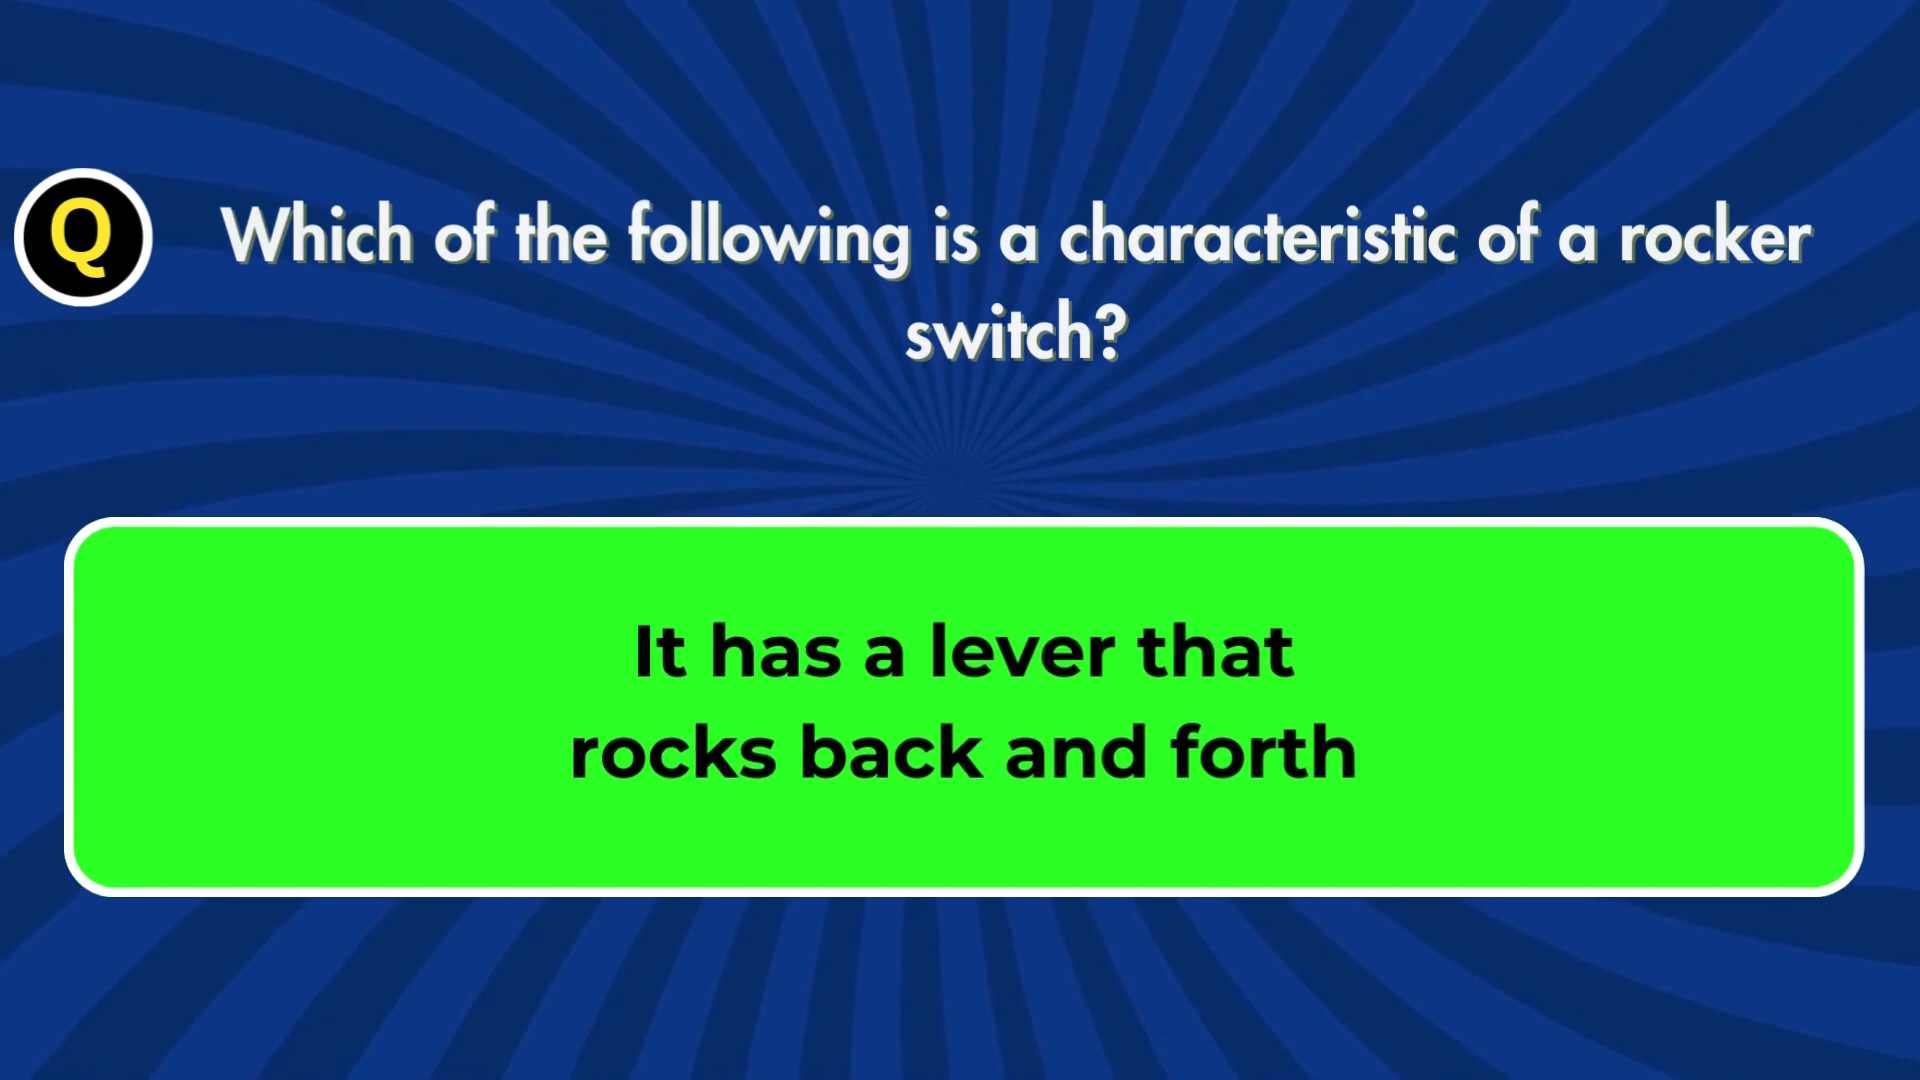 Q
Which of the following is a characteristic of a rocker
switch?
It has a lever that
rocks back and forth